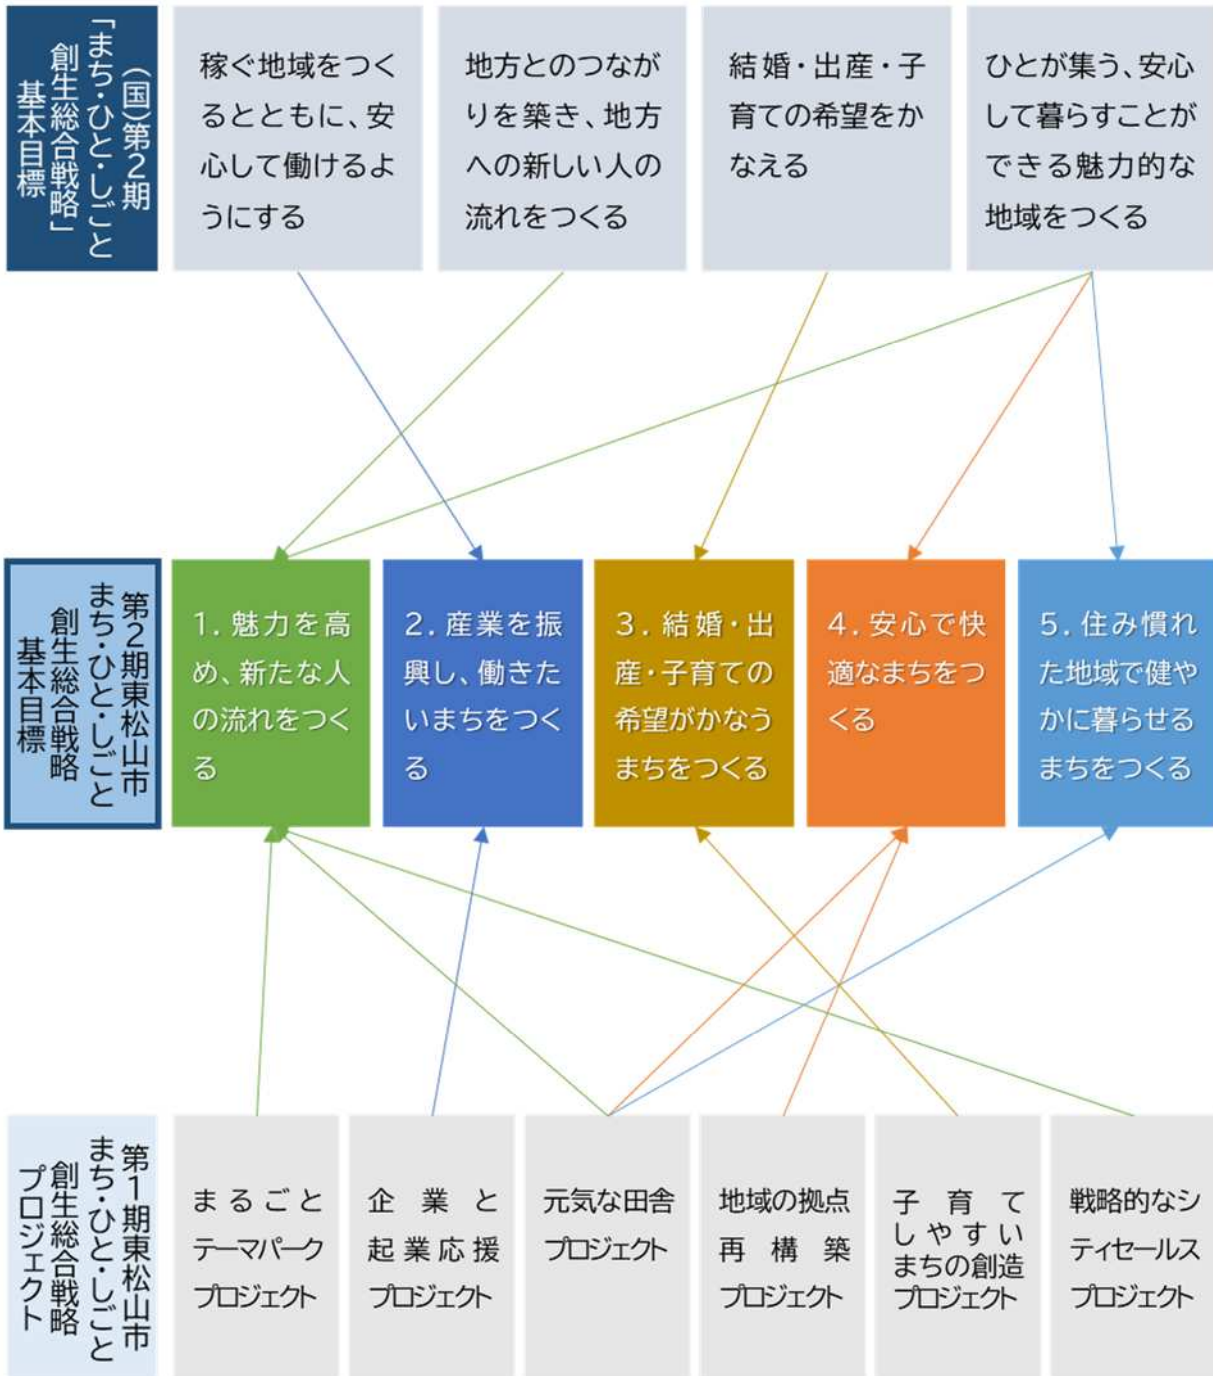 (国)第2期
「まち・ひと・しごと
創生総合戦略」
基本目標
稼ぐ地域をつく
るとともに、安
心して働けるよ
うにする
地方とのつなが
りを築き、地方
への新しい人の
流れをつくる
結婚・出産・子
育ての希望をか
なえる
ひとが集う、安心
して暮らすことが
できる魅力的な
地域をつくる
第2期東松山市
まち・ひと・しごと
創生総合戦略
基本目標
1.魅力を高
め、新たな人
の流れをつく
る
2.産業を振
興し、働きた
いまちをつく
る
3.結婚・出
産・子育ての
希望がかなう
まちをつくる
4.安心で快
適なまちをつ
くる
5.住み慣れ
た地域で健や
かに暮らせる
まちをつくる
第1期東松山市
まち・ひと・しごと
創生総合戦略
プロジェクト
まるごと
テーマパーク
プロジェクト
企業と
起業応援
プロジェクト
元気な田舎
プロジェクト
地域の拠点
再構築
プロジェクト
子育て
しやすい
まちの創造
プロジェクト
戦略的なシ
ティセールス
プロジェクト